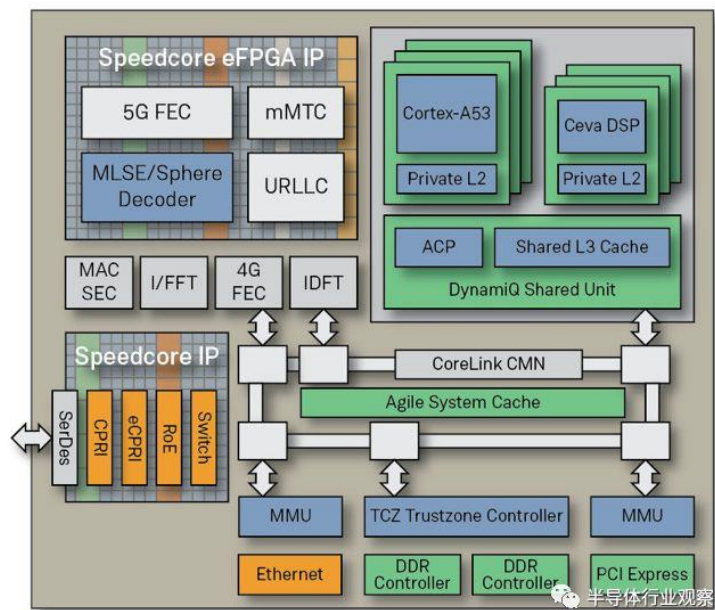 Speedcore eFPGA IP
5G FEC
mMTC
MLSE/Sphere
Decoder
URLLC
Cortex-A53
Private L2
Ceva DSP
Private L2
ACP
Shared L3 Cache
DynamiQ Shared Unit
MAC
SEC
I/FFT
4G
FEC
IDFT
Speedcore IP
SerDes
CPRI
eCPRI
RoE
Switch
CoreLink CMN
Agile System Cache
MMU
TCZ Trustzone Controller
MMU
Ethernet
DDR
Controller
DDR
Controller
PCI Express
半导体行业观察